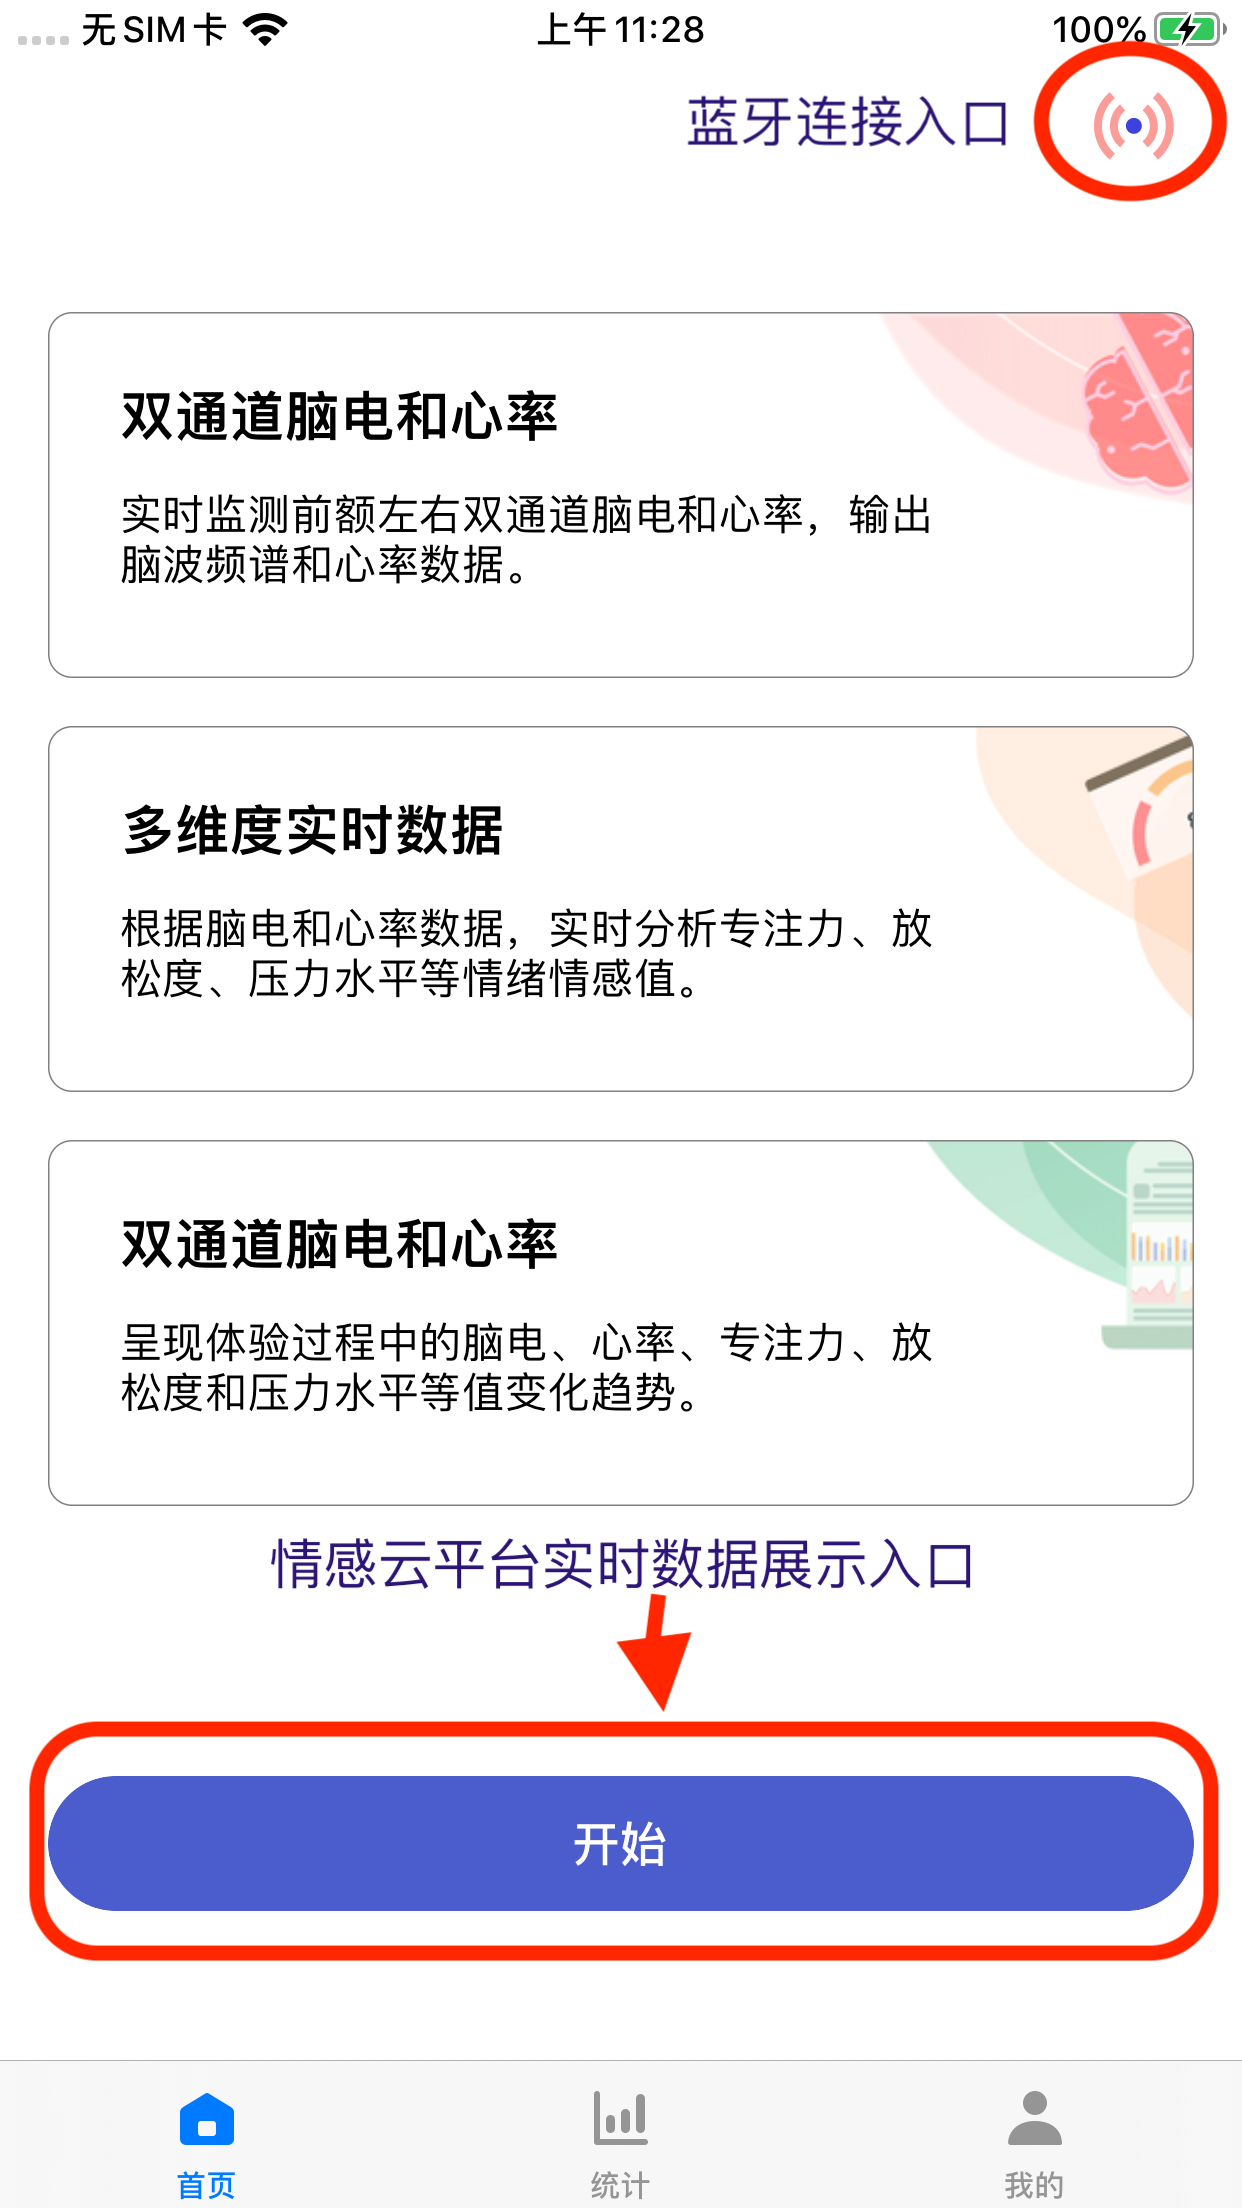 无SIM卡
上午11:28
100%
蓝牙连接入口
双通道脑电和心率
实时监测前额左右双通道脑电和心率，输出
脑波频谱和心率数据。
多维度实时数据
根据脑电和心率数据，实时分析专注力、放
松度、压力水平等情绪情感值。
双通道脑电和心率
呈现体验过程中的脑电、心率、专注力、放
松度和压力水平等值变化趋势。
情感云平台实时数据展示入口
开始
首页
统计
我的